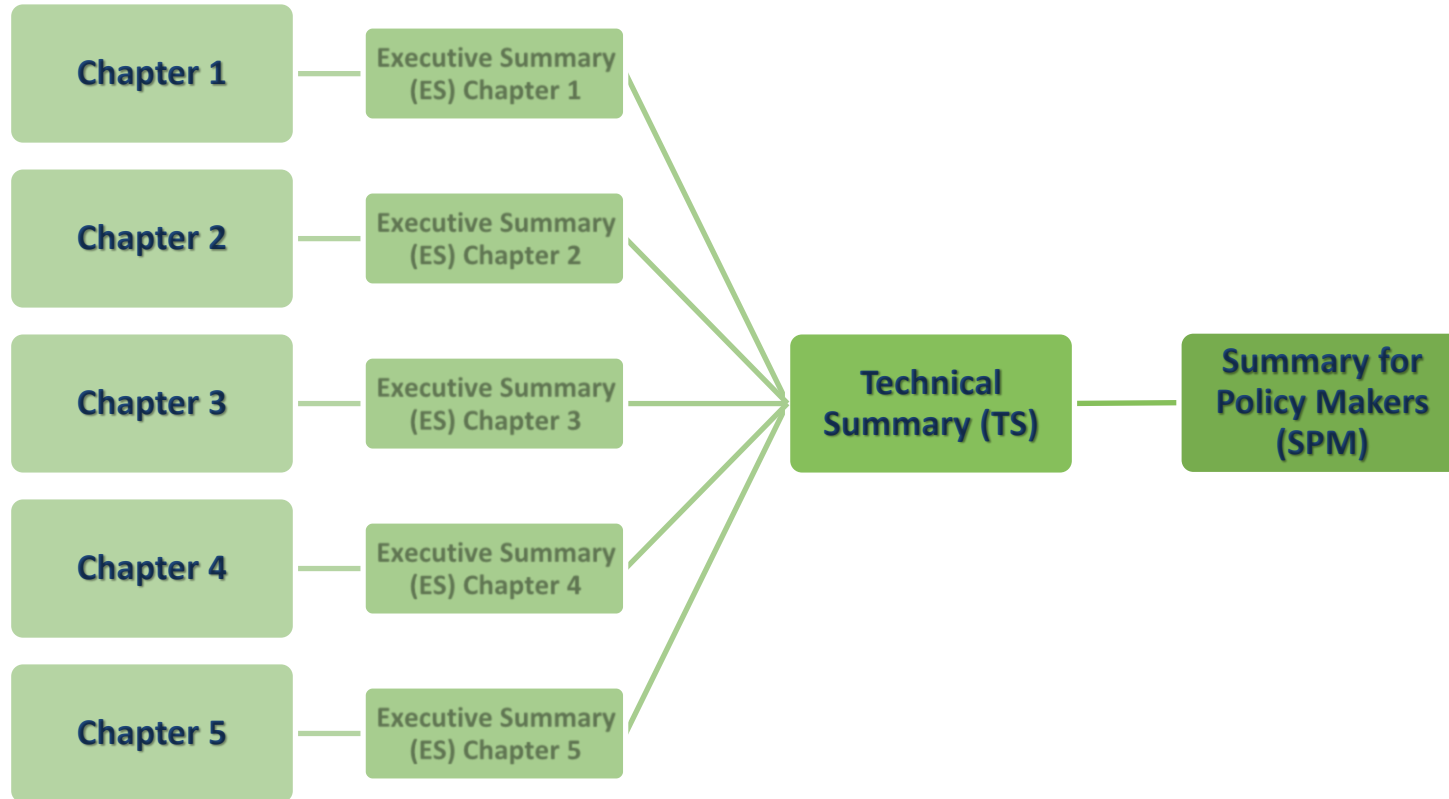 Chapter 1
Executive Summary
(ES) Chapter 1
Chapter 2
Executive Summary
(ES) Chapter 2
Chapter 3
Executive Summary
(ES) Chapter 3
Technical
Summary (TS)
Summary for
Policy Makers
(SPM)
Chapter 4
Executive Summary
(ES) Chapter 4
Chapter 5
Executive Summary
(ES) Chapter 5